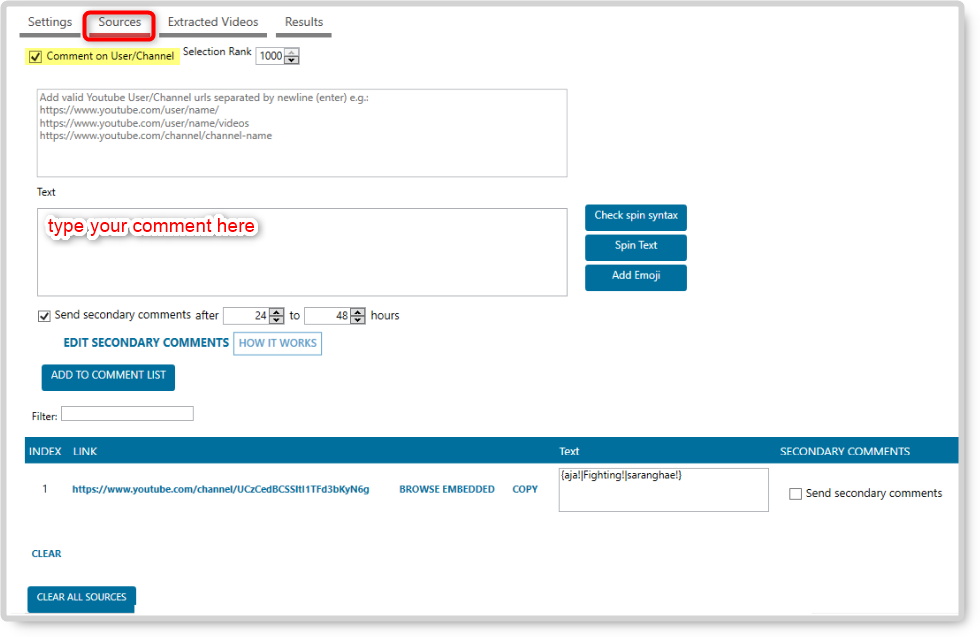 Settings Sources Extracted Videos Results
Comment on User/Channel Selection Rank 1000
Add valid Youtube User/Channel urls separated by newline (enter) e.g.:
https://www.youtube.com/user/name/
https://www.youtube.com/user/name/videos
https://www.youtube.com/channel/channel-name
Text
type your comment here
Check spin syntax
Spin Text
Add Emoji
Send secondary comments after 24 to 48 hours
EDIT SECONDARY COMMENTS HOW IT WORKS
ADD TO COMMENT LIST
Filter:
INDEX LINK Text SECONDARY COMMENTS
1 https://www.youtube.com/channel/UCzCedBCSSItI1TFd3bKyN6g BROWSE EMBEDDED COPY {aja!|Fighting!|saranghae!} Send secondary comments
CLEAR
CLEAR ALL SOURCES